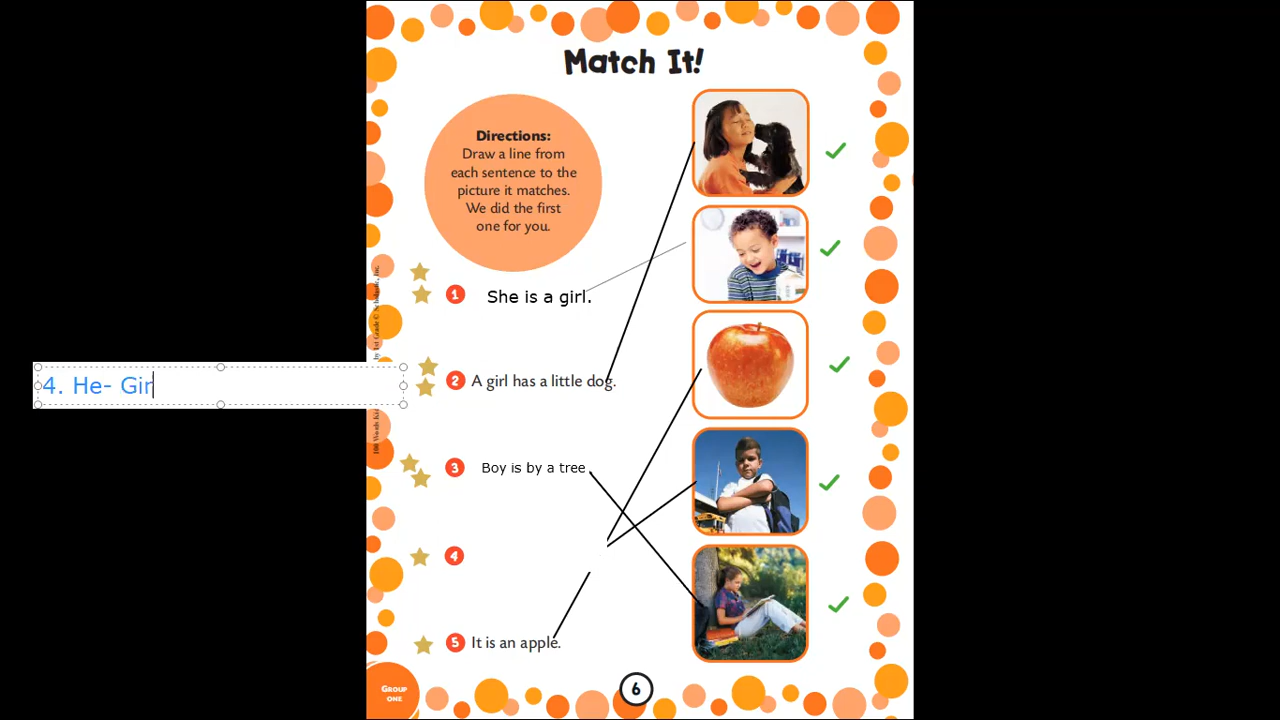 Match It!
Directions:
Draw a line from
each sentence to the
picture it matches.
We did the first
one for you.
1 She is a girl.
2 A girl has a little dog.
4. He- Gir
3 Boy is by a tree
4
5 It is an apple.
GROUP
ONE
6